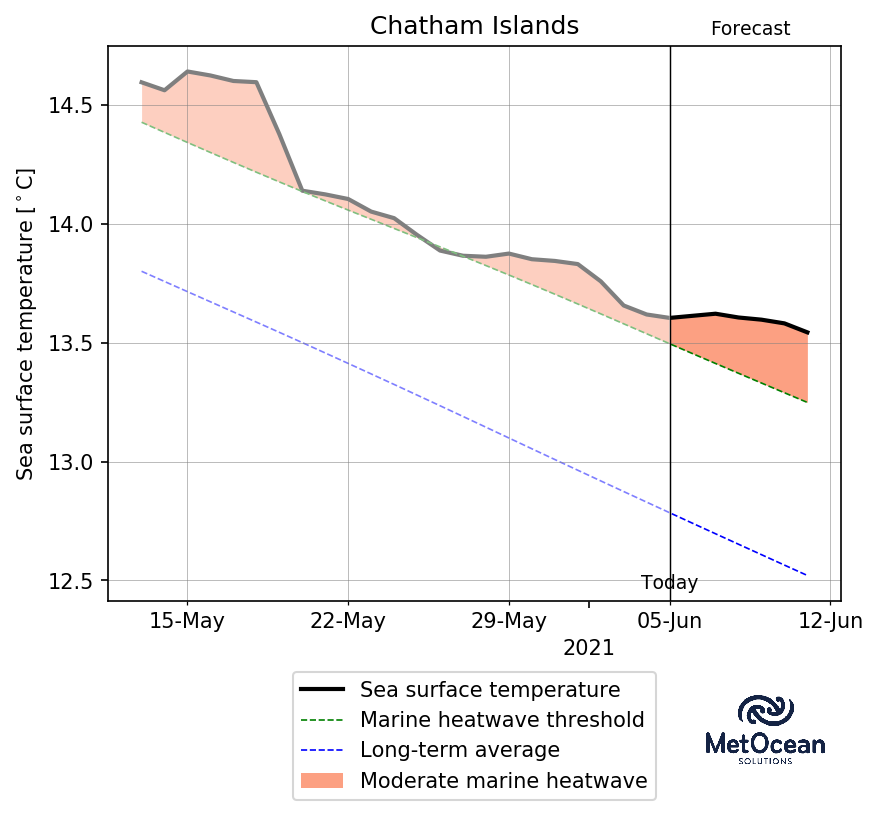 Chatham Islands
Forecast
Sea surface temperature [°C]
14.5
14.0
13.5
13.0
12.5
Today
15-May
22-May
29-May
05-Jun
12-Jun
2021
Sea surface temperature
Marine heatwave threshold
Long-term average
Moderate marine heatwave
MetOcean
SOLUTIONS